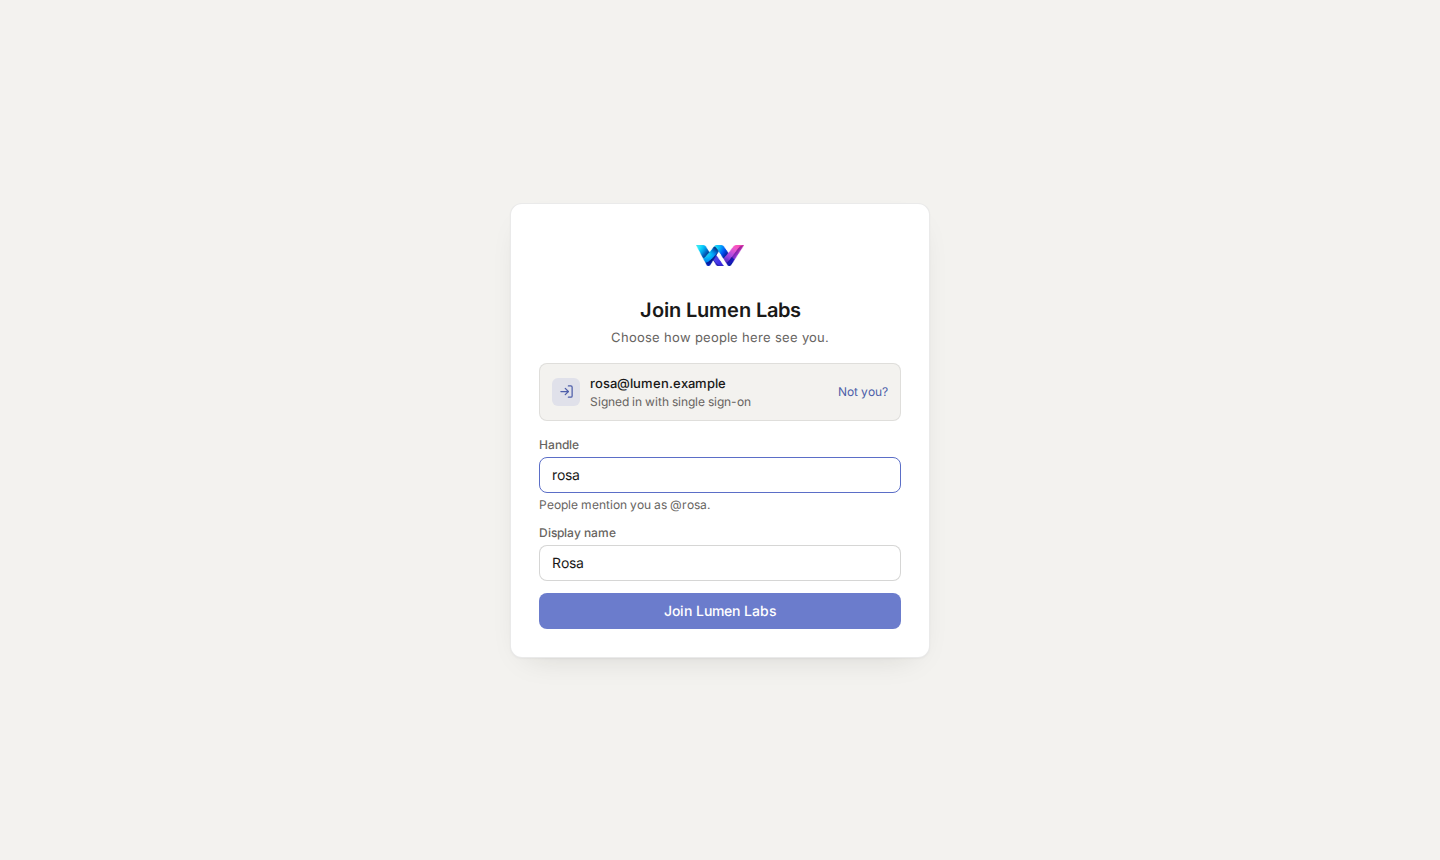 Join Lumen Labs
Choose how people here see you.
rosa@lumen.example
Signed in with single sign-on
Not you?
Handle
rosa
People mention you as @rosa.
Display name
Rosa
Join Lumen Labs